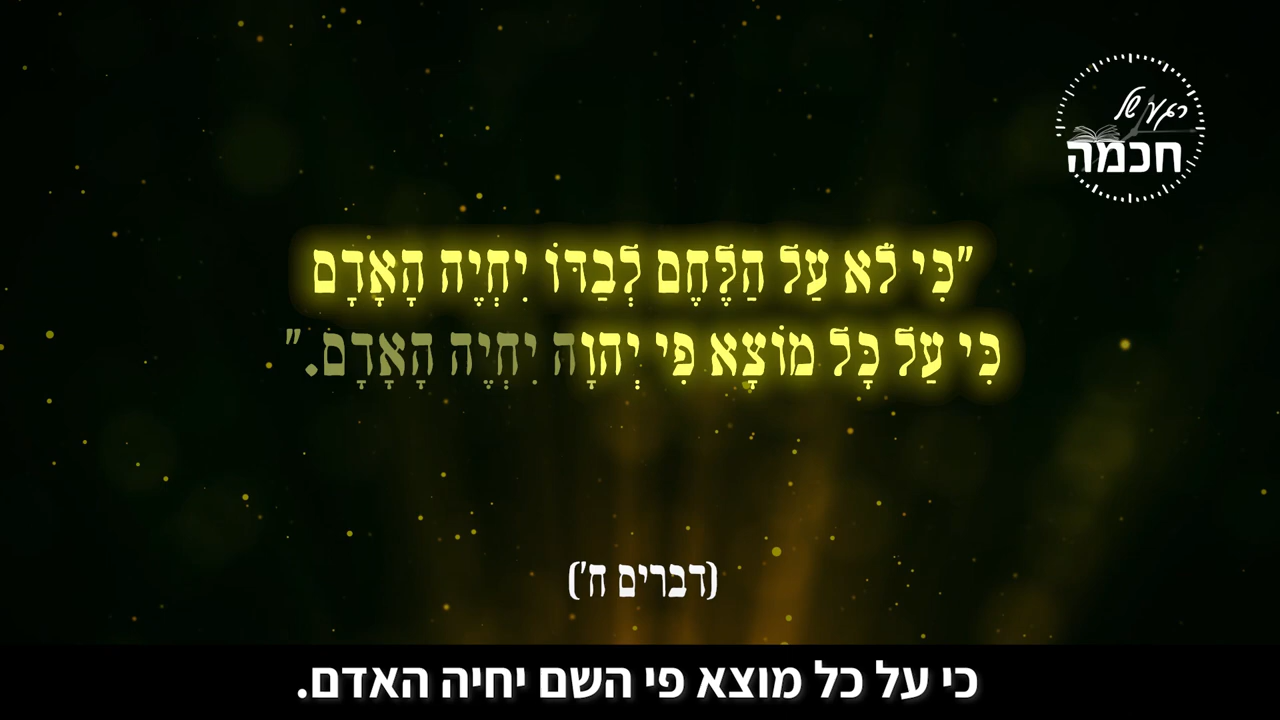 רגע של
חכמה
"כִּי לֹא עַל הַלֶּחֶם לְבַדּוֹ יִחְיֶה הָאָדָם
כִּי עַל כָּל מוֹצָא פִּי יְהוָה יִחְיֶה הָאָדָם."
(דברים ח')
כי על כל מוצא פי השם יחיה האדם.